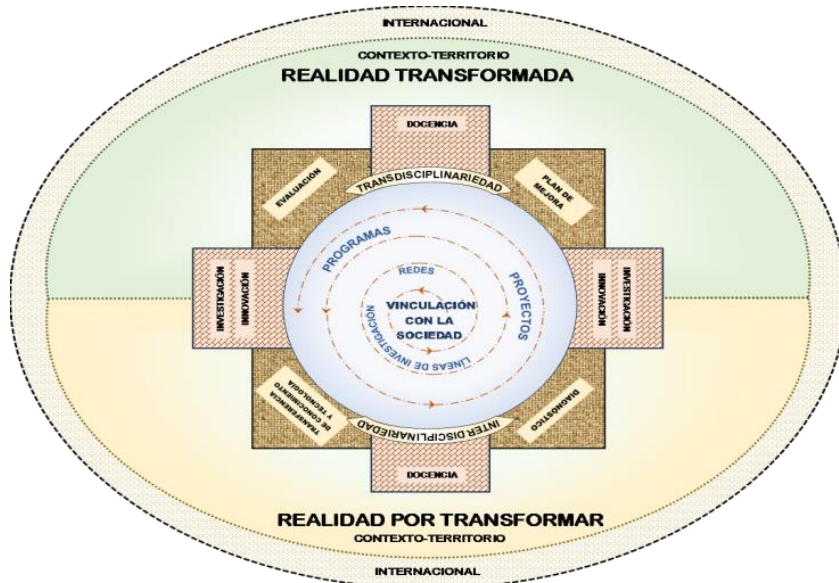 INTERNACIONAL
CONTEXTO-TERRITORIO
REALIDAD TRANSFORMADA
DOCENCIA
TRANSDISCIPLINARIEDAD
EVALUACIÓN
PLAN DE
MEJORA
PROGRAMAS
REDES
PROYECTOS
INVESTIGACIÓN
INNOVACIÓN
VINCULACIÓN
CON LA
SOCIEDAD
INNOVACIÓN
INVESTIGACIÓN
LÍNEAS DE INVESTIGACIÓN
TRANSFERENCIA
DE CONOCIMIENTO
Y TECNOLOGÍA
DIAGNÓSTICO
INTERDISCIPLINARIEDAD
DOCENCIA
REALIDAD POR TRANSFORMAR
CONTEXTO-TERRITORIO
INTERNACIONAL